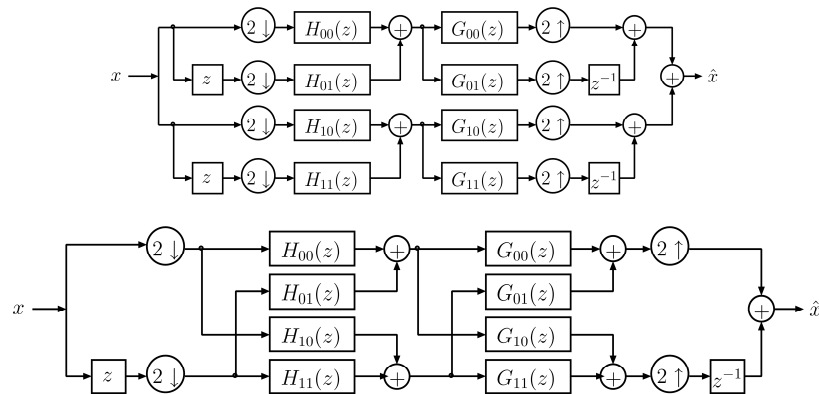 2 ↓ H₀₀(z) + G₀₀(z) 2 ↑ +
x z 2 ↓ H₀₁(z) G₀₁(z) 2 ↑ z⁻¹ + x̂
2 ↓ H₁₀(z) + G₁₀(z) 2 ↑ +
z 2 ↓ H₁₁(z) G₁₁(z) 2 ↑ z⁻¹
2 ↓ H₀₀(z) + G₀₀(z) + 2 ↑
H₀₁(z) G₀₁(z)
x + x̂
H₁₀(z) G₁₀(z)
z 2 ↓ H₁₁(z) + G₁₁(z) + 2 ↑ z⁻¹